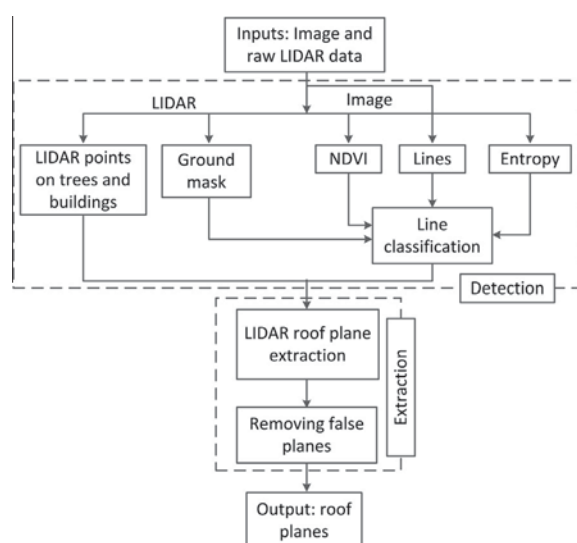 Inputs: Image and
raw LIDAR data
LIDAR
Image
LIDAR points
on trees and
buildings
Ground
mask
NDVI
Lines
Entropy
Line
classification
Detection
LIDAR roof plane
extraction
Extraction
Removing false
planes
Output: roof
planes